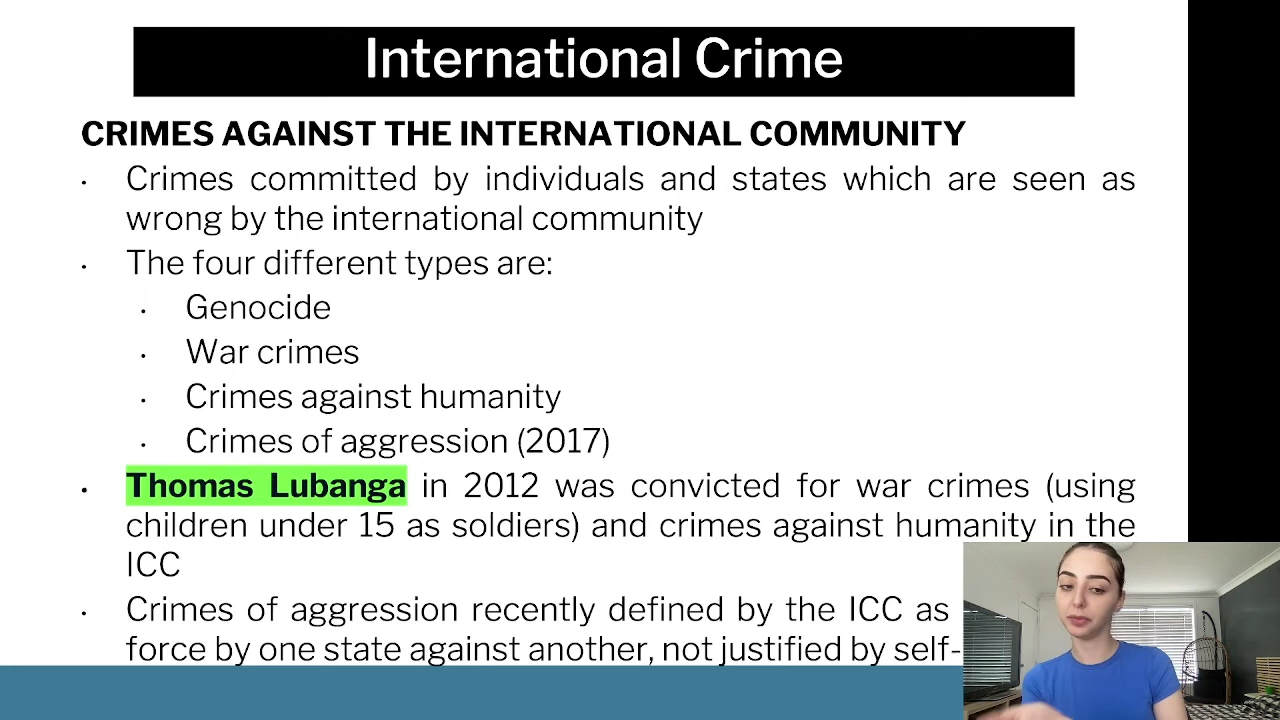 International Crime
CRIMES AGAINST THE INTERNATIONAL COMMUNITY
· Crimes committed by individuals and states which are seen as
wrong by the international community
· The four different types are:
· Genocide
· War crimes
· Crimes against humanity
· Crimes of aggression (2017)
· Thomas Lubanga in 2012 was convicted for war crimes (using
children under 15 as soldiers) and crimes against humanity in the
ICC
· Crimes of aggression recently defined by the ICC as
force by one state against another, not justified by self-